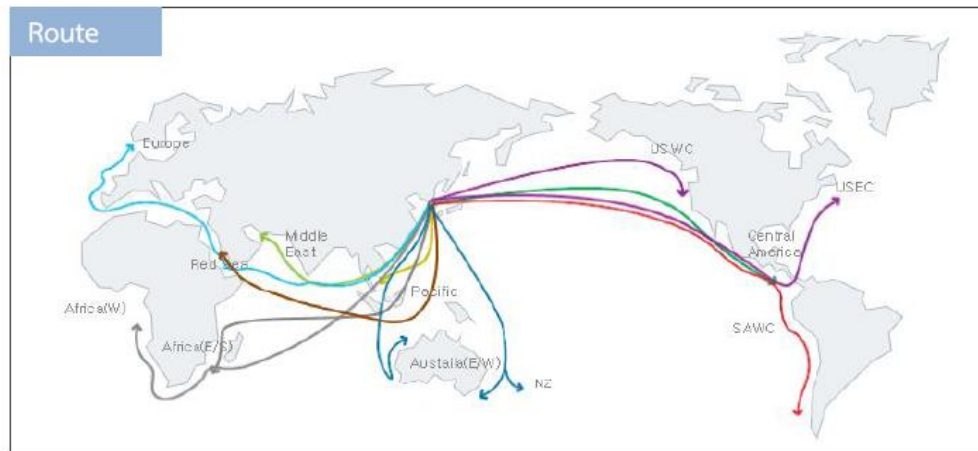 Route
Europe
USWC
USEC
Middle
East
Red Sea
Central
America
Pacific
Africa(W)
SAWC
Africa(E/S)
Austalia(E/W)
NZ